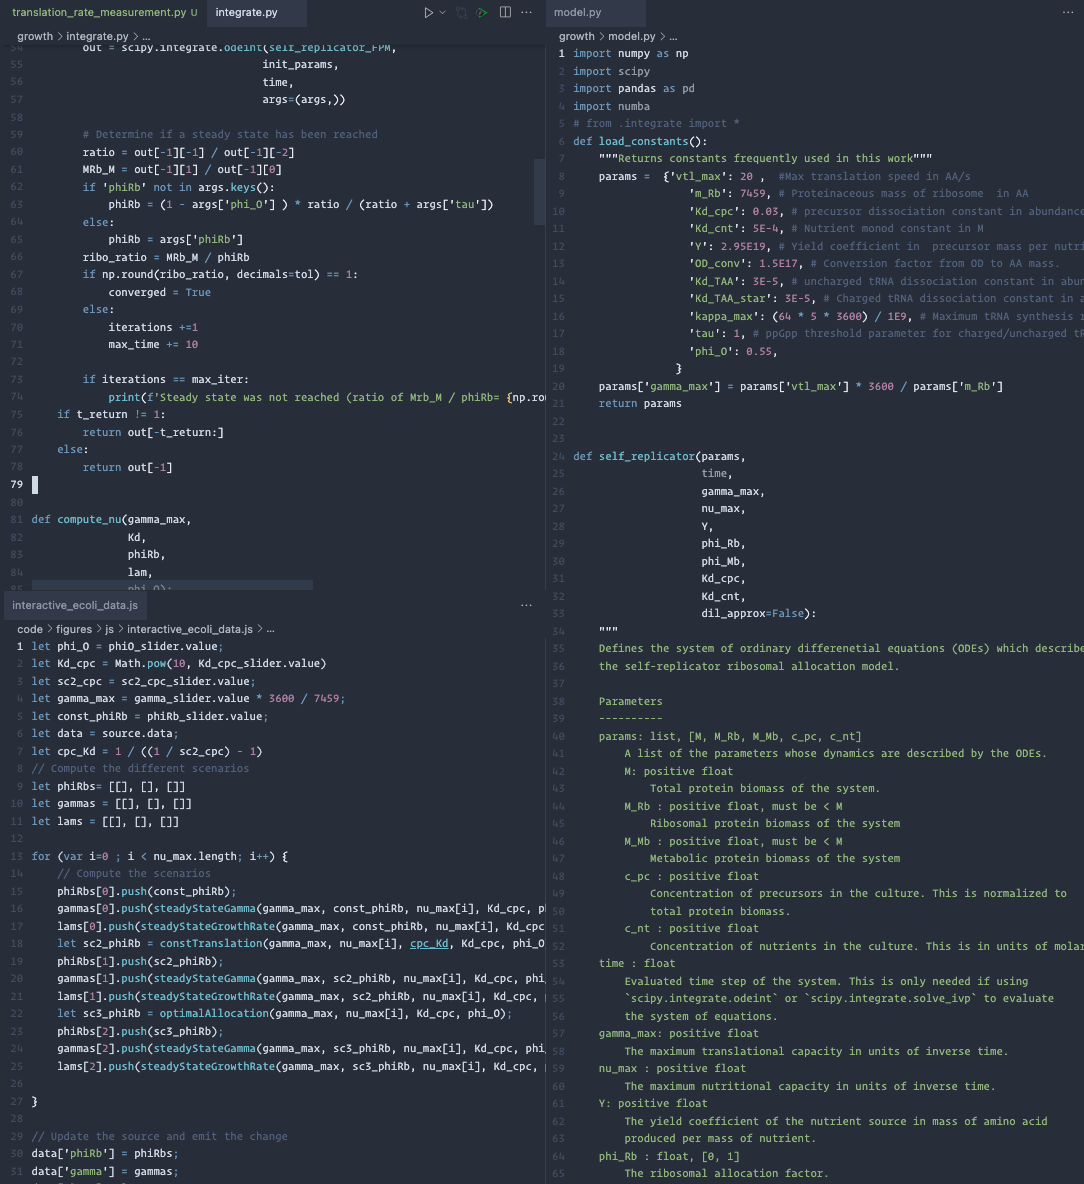 translation_rate_measurement.py U
integrate.py
growth > integrate.py > ...
54 out = scipy.integrate.odeint(self_replicator_FPM,
55 init_params,
56 time,
57 args=(args,))
58
59 # Determine if a steady state has been reached
60 ratio = out[-1][-1] / out[-1][-2]
61 MRb_M = out[-1][1] / out[-1][0]
62 if 'phiRb' not in args.keys():
63 phiRb = (1 - args['phi_O'] ) * ratio / (ratio + args['tau'])
64 else:
65 phiRb = args['phiRb']
66 ribo_ratio = MRb_M / phiRb
67 if np.round(ribo_ratio, decimals=tol) == 1:
68 converged = True
69 else:
70 iterations +=1
71 max_time += 10
72
73 if iterations == max_iter:
74 print(f'Steady state was not reached (ratio of Mrb_M / phiRb= {np.rou
75 if t_return != 1:
76 return out[-t_return:]
77 else:
78 return out[-1]
79
80
81 def compute_nu(gamma_max,
82 Kd,
83 phiRb,
84 lam,
85 phi_O):
interactive_ecoli_data.js ...
code > figures > js > interactive_ecoli_data.js > ...
1 let phi_O = phiO_slider.value;
2 let Kd_cpc = Math.pow(10, Kd_cpc_slider.value)
3 let sc2_cpc = sc2_cpc_slider.value;
4 let gamma_max = gamma_slider.value * 3600 / 7459;
5 let const_phiRb = phiRb_slider.value;
6 let data = source.data;
7 let cpc_Kd = 1 / ((1 / sc2_cpc) - 1)
8 // Compute the different scenarios
9 let phiRbs= [[], [], []]
10 let gammas = [[], [], []]
11 let lams = [[], [], []]
12
13 for (var i=0 ; i < nu_max.length; i++) {
14 // Compute the scenarios
15 phiRbs[0].push(const_phiRb);
16 gammas[0].push(steadyStateGamma(gamma_max, const_phiRb, nu_max[i], Kd_cpc, p
17 lams[0].push(steadyStateGrowthRate(gamma_max, const_phiRb, nu_max[i], Kd_cpc
18 let sc2_phiRb = constTranslation(gamma_max, nu_max[i], cpc_Kd, Kd_cpc, phi_O
19 phiRbs[1].push(sc2_phiRb);
20 gammas[1].push(steadyStateGamma(gamma_max, sc2_phiRb, nu_max[i], Kd_cpc, phi_
21 lams[1].push(steadyStateGrowthRate(gamma_max, sc2_phiRb, nu_max[i], Kd_cpc,
22 let sc3_phiRb = optimalAllocation(gamma_max, nu_max[i], Kd_cpc, phi_O);
23 phiRbs[2].push(sc3_phiRb);
24 gammas[2].push(steadyStateGamma(gamma_max, sc3_phiRb, nu_max[i], Kd_cpc, phi_
25 lams[2].push(steadyStateGrowthRate(gamma_max, sc3_phiRb, nu_max[i], Kd_cpc,
26
27 }
28
29 // Update the source and emit the change
30 data['phiRb'] = phiRbs;
31 data['gamma'] = gammas;
model.py ...
growth > model.py > ...
1 import numpy as np
2 import scipy
3 import pandas as pd
4 import numba
5 # from .integrate import *
6 def load_constants():
7 """Returns constants frequently used in this work"""
8 params = {'vtl_max': 20 , #Max translation speed in AA/s
9 'm_Rb': 7459, # Proteinaceous mass of ribosome in AA
10 'Kd_cpc': 0.03, # precursor dissociation constant in abundance
11 'Kd_cnt': 5E-4, # Nutrient monod constant in M
12 'Y': 2.95E19, # Yield coefficient in precursor mass per nutri
13 'OD_conv': 1.5E17, # Conversion factor from OD to AA mass.
14 'Kd_TAA': 3E-5, # uncharged tRNA dissociation constant in abun
15 'Kd_TAA_star': 3E-5, # Charged tRNA dissociation constant in a
16 'kappa_max': (64 * 5 * 3600) / 1E9, # Maximum tRNA synthesis r
17 'tau': 1, # ppGpp threshold parameter for charged/uncharged tR
18 'phi_O': 0.55,
19 }
20 params['gamma_max'] = params['vtl_max'] * 3600 / params['m_Rb']
21 return params
22
23
24 def self_replicator(params,
25 time,
26 gamma_max,
27 nu_max,
28 Y,
29 phi_Rb,
30 phi_Mb,
31 Kd_cpc,
32 Kd_cnt,
33 dil_approx=False):
34 """
35 Defines the system of ordinary differenetial equations (ODEs) which describe
36 the self-replicator ribosomal allocation model.
37
38 Parameters
39 ----------
40 params: list, [M, M_Rb, M_Mb, c_pc, c_nt]
41 A list of the parameters whose dynamics are described by the ODEs.
42 M: positive float
43 Total protein biomass of the system.
44 M_Rb : positive float, must be < M
45 Ribosomal protein biomass of the system
46 M_Mb : positive float, must be < M
47 Metabolic protein biomass of the system
48 c_pc : positive float
49 Concentration of precursors in the culture. This is normalized to
50 total protein biomass.
51 c_nt : positive float
52 Concentration of nutrients in the culture. This is in units of molar
53 time : float
54 Evaluated time step of the system. This is only needed if using
55 `scipy.integrate.odeint` or `scipy.integrate.solve_ivp` to evaluate
56 the system of equations.
57 gamma_max: positive float
58 The maximum translational capacity in units of inverse time.
59 nu_max : positive float
60 The maximum nutritional capacity in units of inverse time.
61 Y: positive float
62 The yield coefficient of the nutrient source in mass of amino acid
63 produced per mass of nutrient.
64 phi_Rb : float, [0, 1]
65 The ribosomal allocation factor.